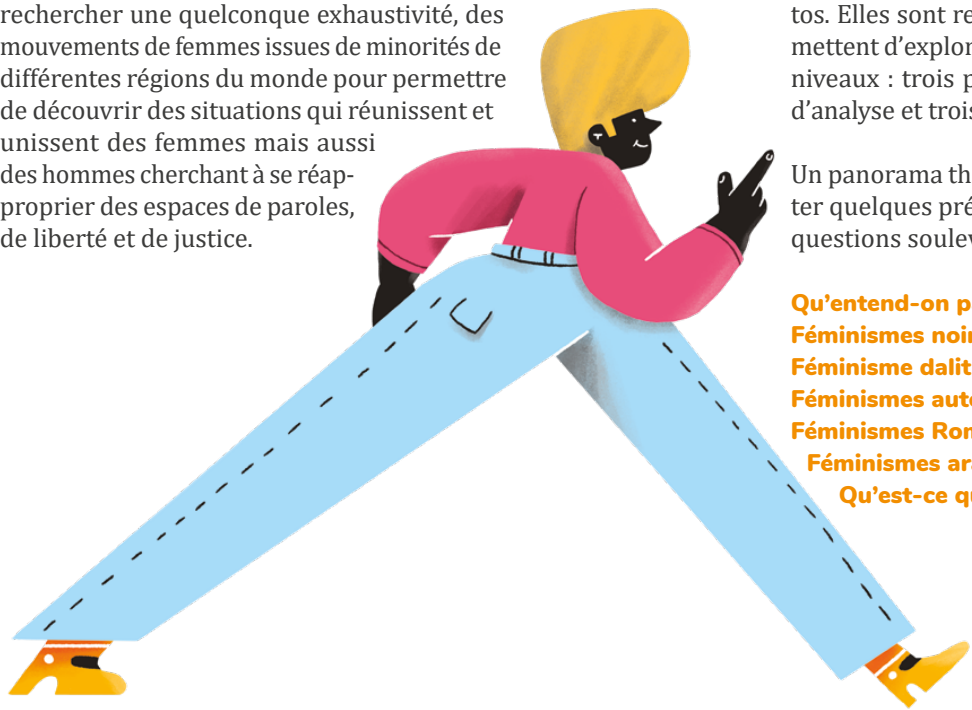 rechercher une quelconque exhaustivité, des
mouvements de femmes issues de minorités de
différentes régions du monde pour permettre
de découvrir des situations qui réunissent et
unissent des femmes mais aussi
des hommes cherchant à se réap-
proprier des espaces de paroles,
de liberté et de justice.
tos. Elles sont re
mettent d'explor
niveaux : trois p
d'analyse et trois
Un panorama th
ter quelques pré
questions soulev
Qu'entend-on p
Féminismes noir
Féminisme dalit
Féminismes auto
Féminismes Rom
Féminismes ara
Qu'est-ce qu